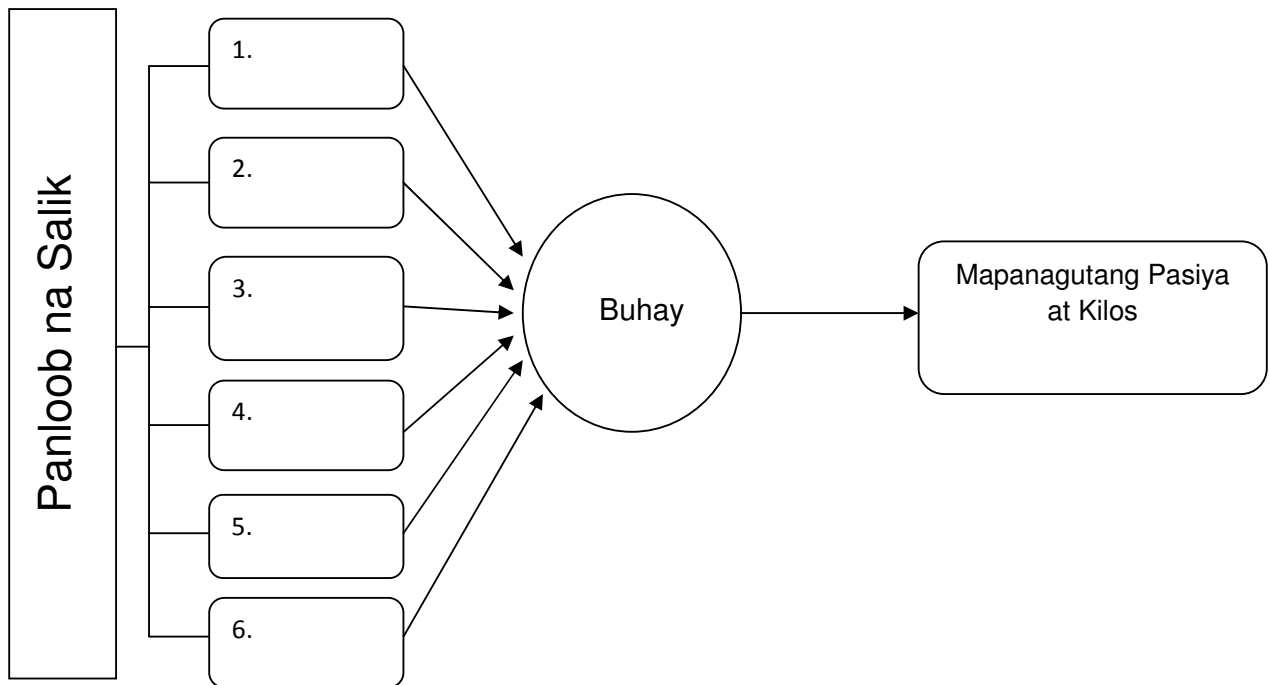 Panloob na Salik
1.
2.
3.
4.
5.
6.
Buhay
Mapanagutang Pasiya
at Kilos